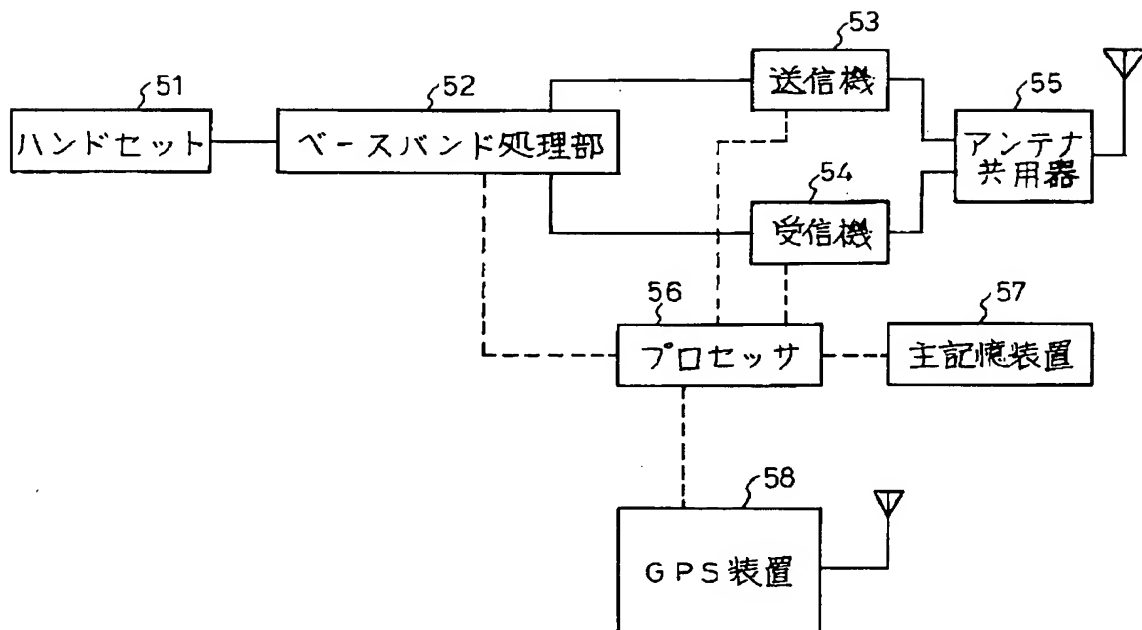 53
送信機
51
ハンドセット
52
ベースバンド処理部
55
アンテナ
共用器
54
受信機
56
プロセッサ
57
主記憶装置
58
GPS装置